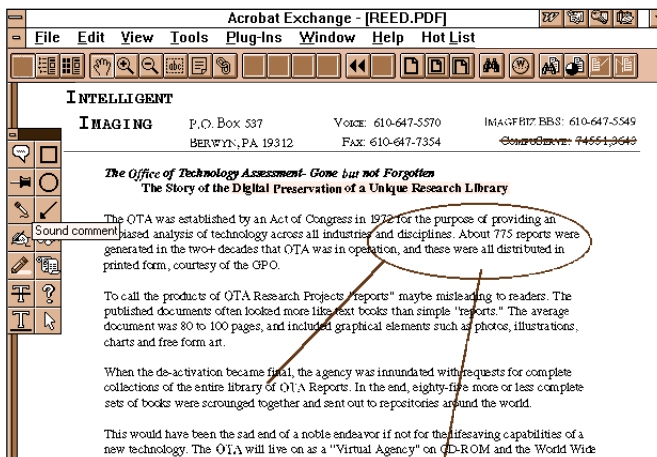 Acrobat Exchange - [REED.PDF]
File Edit View Tools Plug-Ins Window Help Hot List
abc
INTELLIGENT
IMAGING
P.O. BOX 537 VOICE: 610-647-5570 IMAGEBIZ BBS: 610-647-5549
BERWYN, PA 19312 FAX: 610-647-7354 COMPUSERVE: 74551,3643
The Office of Technology Assessment- Gone but not Forgotten
The Story of the Digital Preservation of a Unique Research Library
The OTA was established by an Act of Congress in 1972 for the purpose of providing an
Sound comment
biased analysis of technology across all industries and disciplines. About 775 reports were
generated in the two+ decades that OTA was in operation, and these were all distributed in
printed form, courtesy of the GPO.
To call the products of OTA Research Projects "reports" maybe misleading to readers. The
published documents often looked more like text books than simple "reports." The average
document was 80 to 100 pages, and included graphical elements such as photos, illustrations,
charts and free form art.
When the de-activation became final, the agency was innundated with requests for complete
collections of the entire library of OTA Reports. In the end, eighty-five more or less complete
sets of books were scrounged together and sent out to repositories around the world.
This would have been the sad end of a noble endeavor if not for the lifesaving capabilities of a
new technology. The OTA will live on as a "Virtual Agency" on CD-ROM and the World Wide